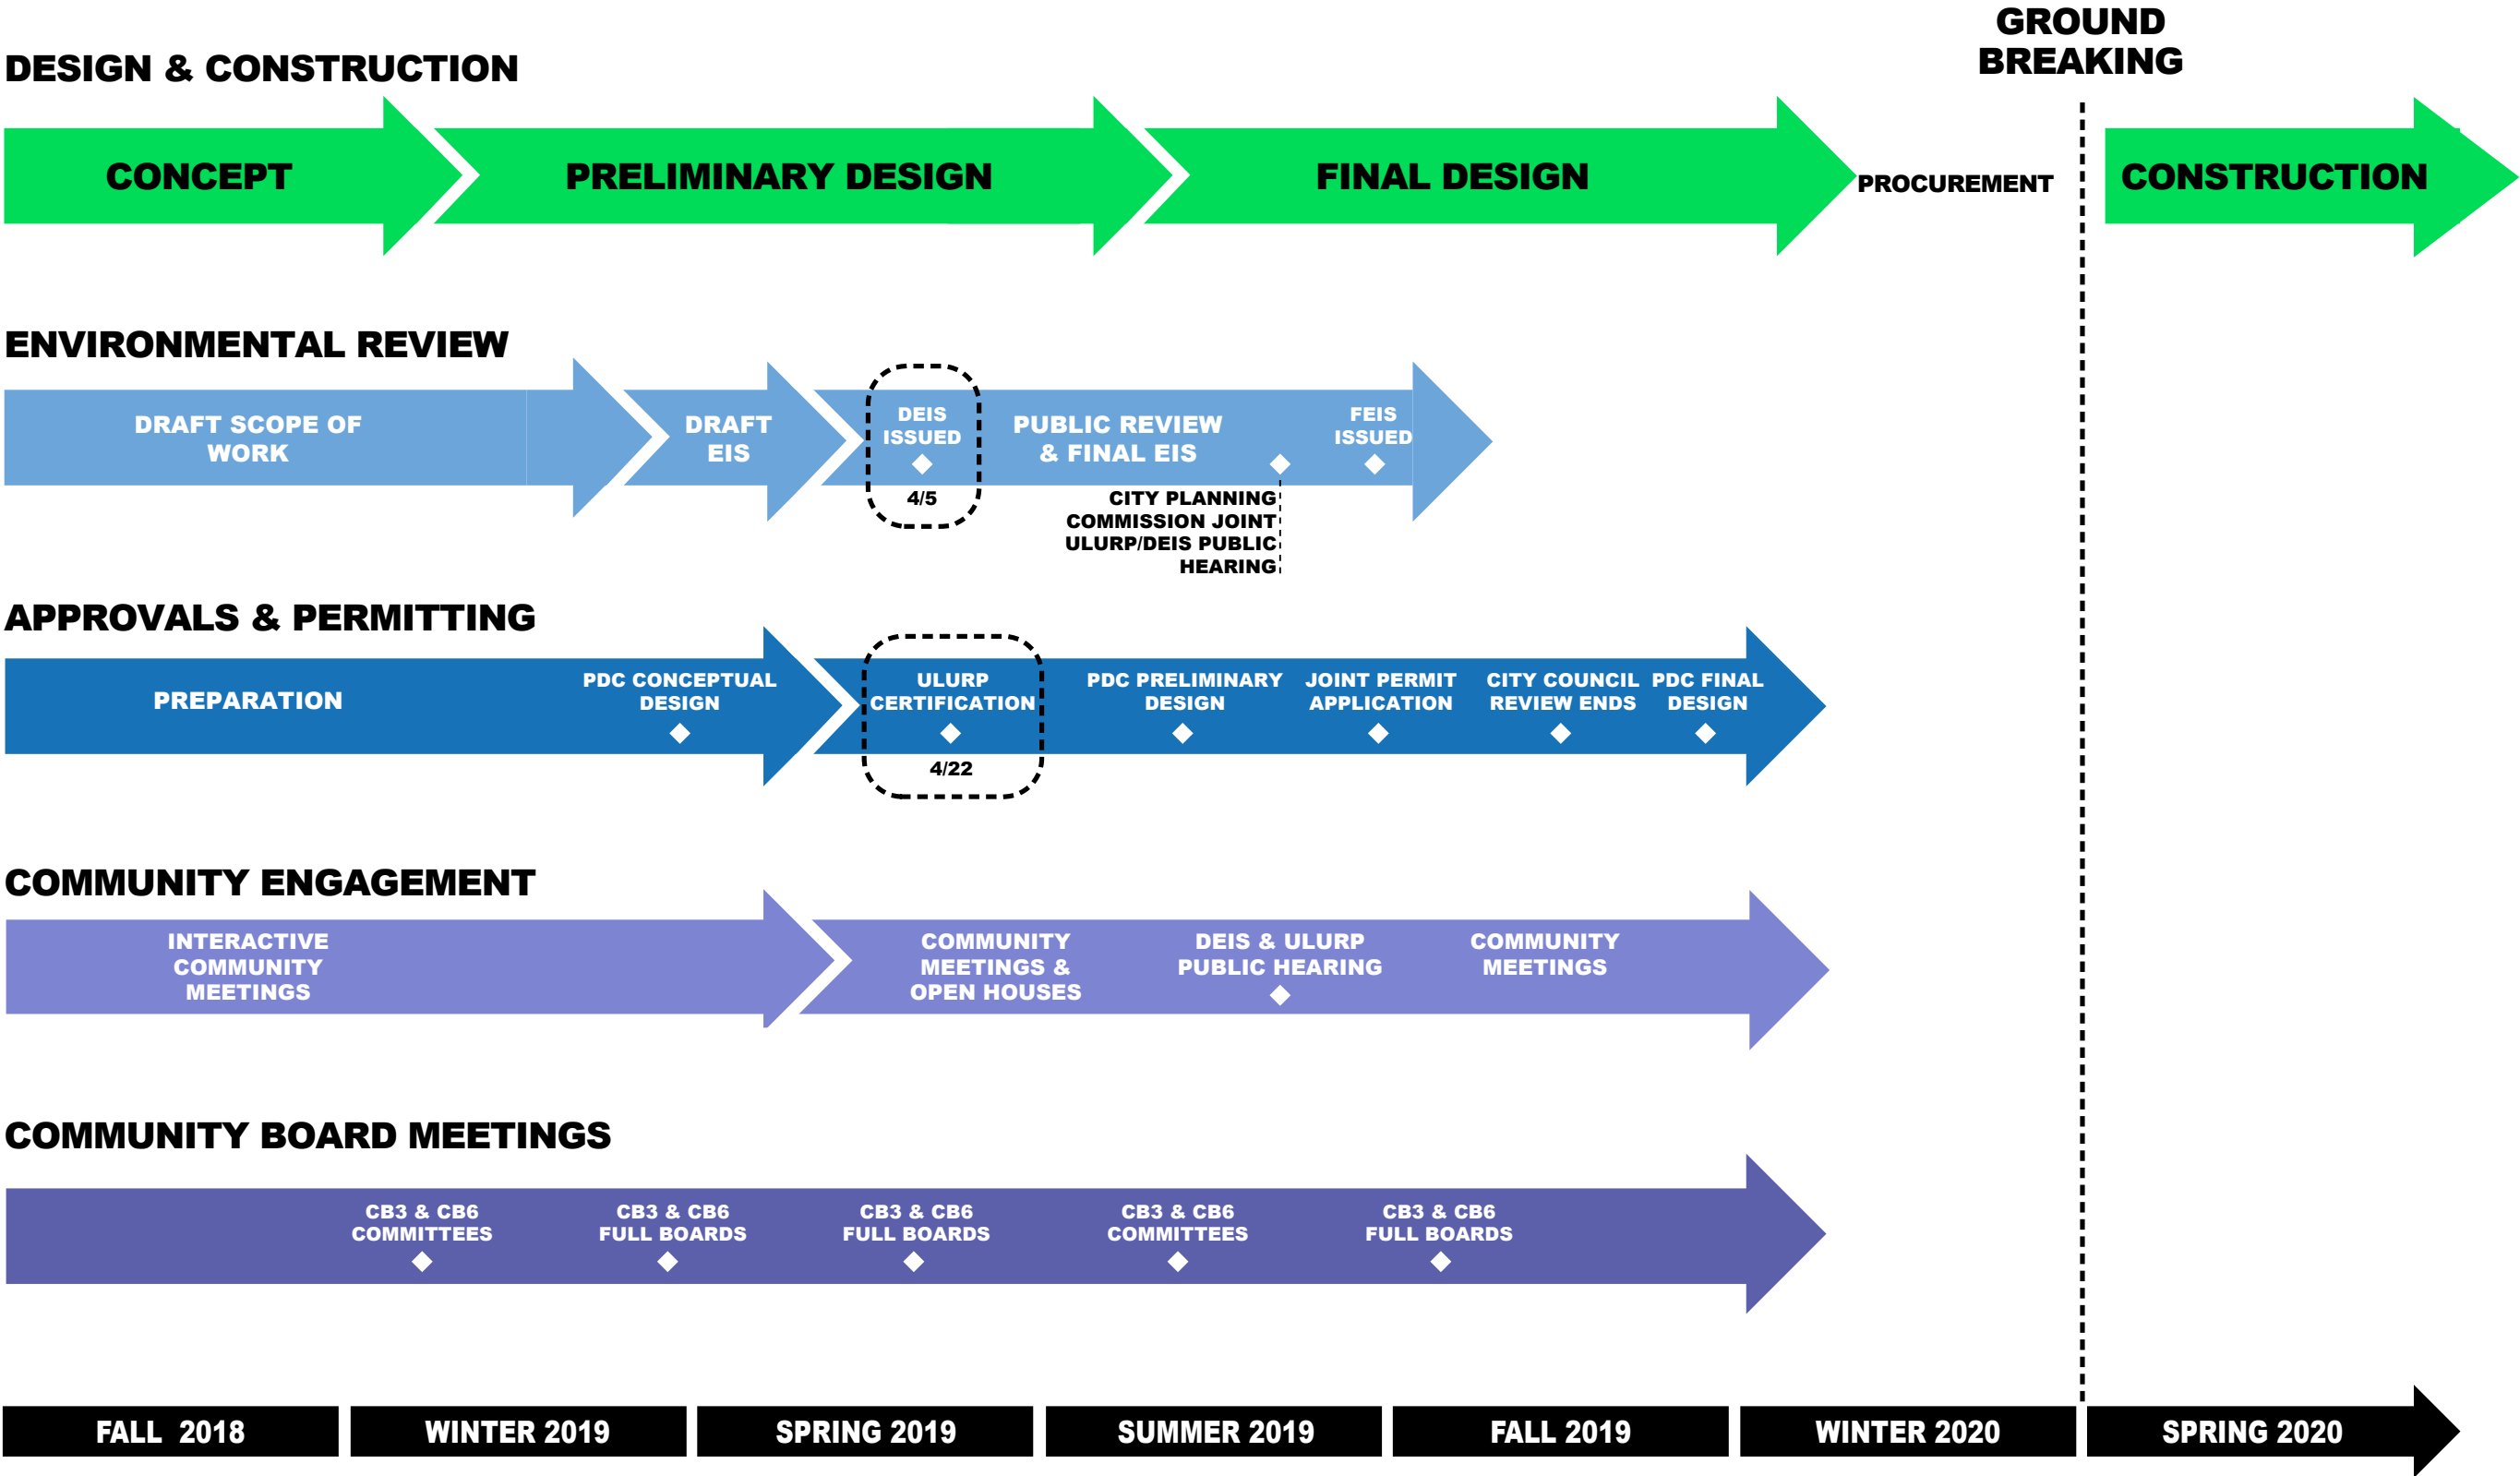 GROUND
BREAKING
DESIGN & CONSTRUCTION
CONCEPT
PRELIMINARY DESIGN
FINAL DESIGN
PROCUREMENT
CONSTRUCTION
ENVIRONMENTAL REVIEW
DRAFT SCOPE OF
WORK
DRAFT
EIS
DEIS
ISSUED
4/5
PUBLIC REVIEW
& FINAL EIS
CITY PLANNING
COMMISSION JOINT
ULURP/DEIS PUBLIC
HEARING
FEIS
ISSUED
APPROVALS & PERMITTING
PREPARATION
PDC CONCEPTUAL
DESIGN
ULURP
CERTIFICATION
4/22
PDC PRELIMINARY
DESIGN
JOINT PERMIT
APPLICATION
CITY COUNCIL
REVIEW ENDS
PDC FINAL
DESIGN
COMMUNITY ENGAGEMENT
INTERACTIVE
COMMUNITY
MEETINGS
COMMUNITY
MEETINGS &
OPEN HOUSES
DEIS & ULURP
PUBLIC HEARING
COMMUNITY
MEETINGS
COMMUNITY BOARD MEETINGS
CB3 & CB6
COMMITTEES
CB3 & CB6
FULL BOARDS
CB3 & CB6
FULL BOARDS
CB3 & CB6
COMMITTEES
CB3 & CB6
FULL BOARDS
FALL 2018
WINTER 2019
SPRING 2019
SUMMER 2019
FALL 2019
WINTER 2020
SPRING 2020